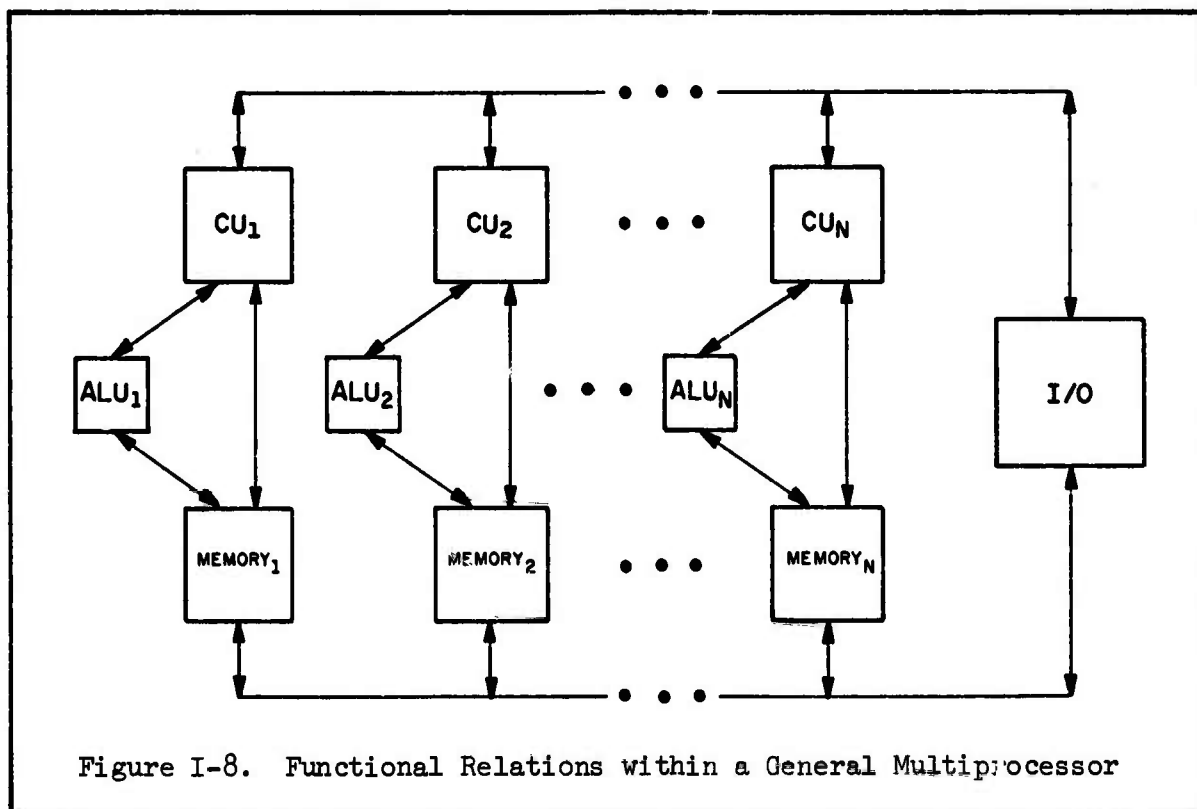 CU1
CU2
CUN
ALU1
ALU2
ALUN
I/O
MEMORY1
MEMORY2
MEMORYN
Figure I-8. Functional Relations within a General Multiprocessor